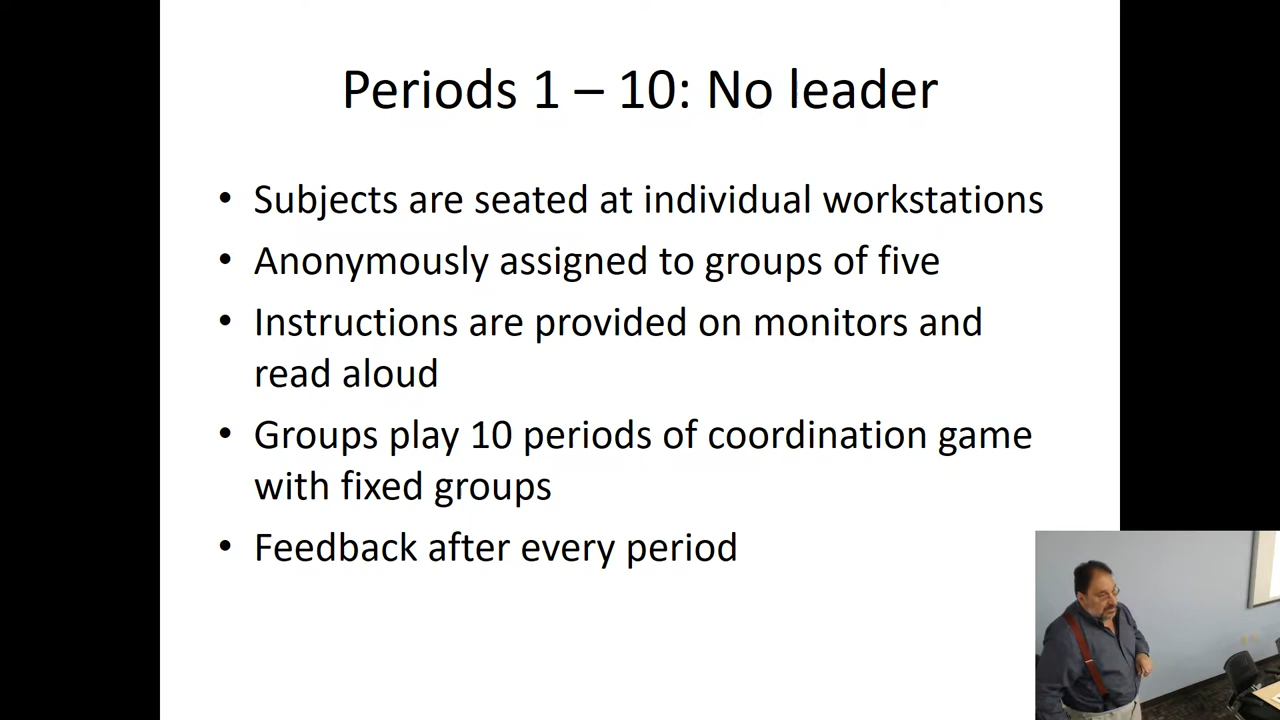 Periods 1 – 10: No leader
• Subjects are seated at individual workstations
• Anonymously assigned to groups of five
• Instructions are provided on monitors and
read aloud
• Groups play 10 periods of coordination game
with fixed groups
• Feedback after every period